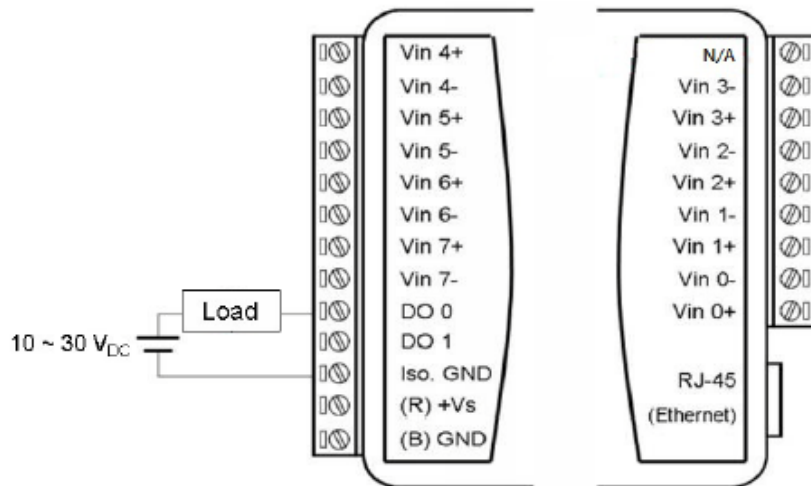 Vin 4+
Vin 4-
Vin 5+
Vin 5-
Vin 6+
Vin 6-
Vin 7+
Vin 7-
DO 0
DO 1
Iso. GND
(R) +Vs
(B) GND
Load
10 ~ 30 VDC
N/A
Vin 3-
Vin 3+
Vin 2-
Vin 2+
Vin 1-
Vin 1+
Vin 0-
Vin 0+
RJ-45
(Ethernet)